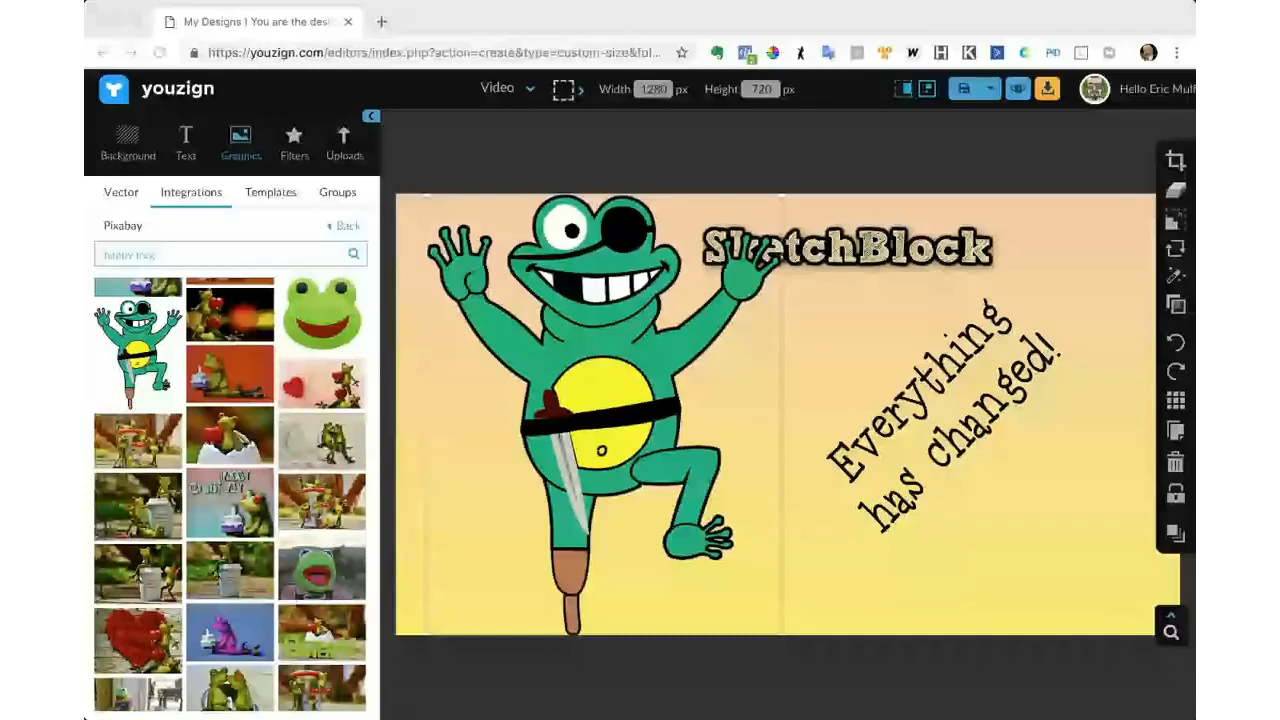 My Designs | You are the desi
https://youzign.com/editors/index.php?action=create&type=custom-size&fol...
youzign
Video
Width 1280 px
Height 720 px
Hello Eric Mulf
Background
Text
Graphics
Filters
Uploads
Vector
Integrations
Templates
Groups
Pixabay
Back
happy frog
SketchBlock
Everything
has changed!